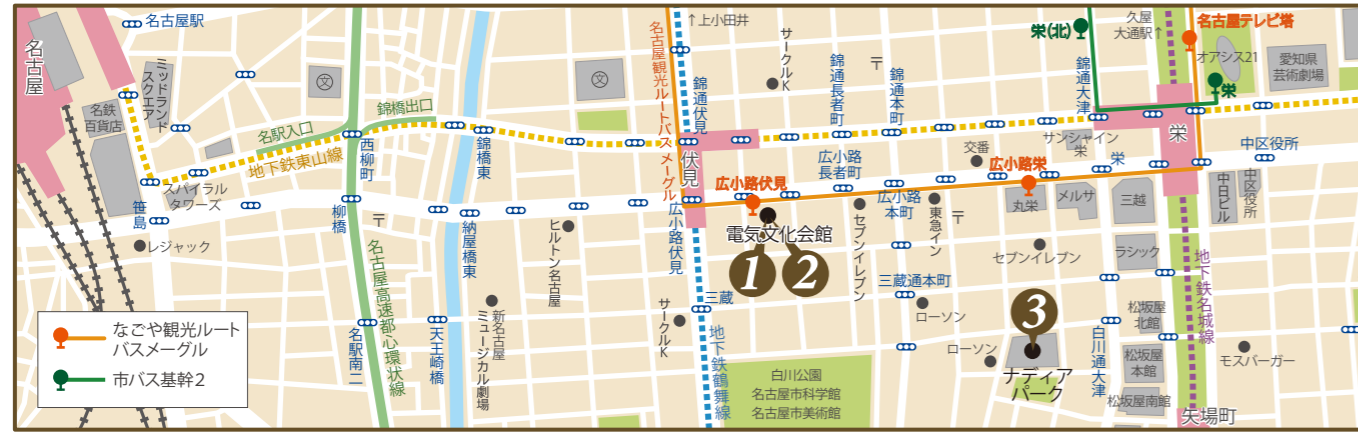 名古屋駅
名古屋
ミッドランド
スクエア
名鉄
百貨店
文
名駅入口
錦橋出口
地下鉄東山線
西柳町
錦橋東
スパイラル
タワーズ
笹島
レジャック
柳橋
〒
名古屋高速都心環状線
納屋橋東
ヒルトン名古屋
新名古屋
ミュージカル劇場
天王崎橋
名駅南二
文
名古屋観光ルートバス メーグル
↑上小田井
錦通伏見
サークルK
伏見
広小路伏見
広小路伏見
電気文化会館
1
2
三蔵
サークルK
地下鉄鶴舞線
錦通長者町
〒
錦通本町
広小路
長者町
広小路
本町
セブンイレブン
東急イン
〒
交番
広小路栄
三蔵通本町
ローソン
ローソン
白川公園
名古屋市科学館
名古屋市美術館
3
ナディア
パーク
セブンイレブン
丸栄
メルサ
三越
ラシック
サンシャイン
栄
栄
栄(北)
錦通大津
久屋
大通駅↑
名古屋テレビ塔
オアシス21
栄
愛知県
芸術劇場
栄
中区役所
中日ビル
中区役所
地下鉄名城線
白川通大津
松坂屋
北館
松坂屋
本館
松坂屋南館
モスバーガー
矢場町
なごや観光ルート
バスメーグル
市バス基幹2